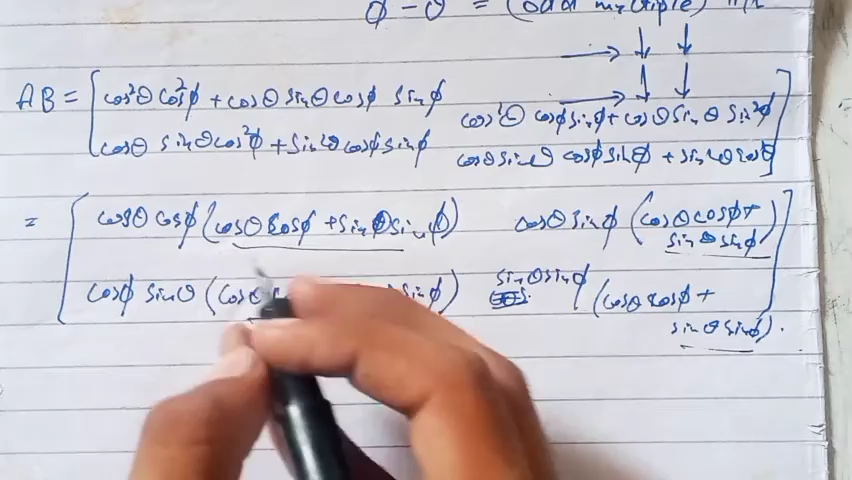 φ - θ = (odd multiple) π/2
AB = [ cos²θ cos²φ + cosθ sinθ cosφ sinφ cos²θ cosφ sinφ + cosθ sinθ sin²φ
cosθ sinθ cos²φ + sin²θ cosφ sinφ cosθ sinθ cosφ sinφ + ]
= [ cosθ cosφ (cosθ cosφ + sinθ sinφ) cosθ sinφ (cosθ cosφ +
sinθ sinφ)
cosφ sinθ (cosθ sinφ) sinθ sinφ (cosθ cosφ +
sinθ sinφ) ].